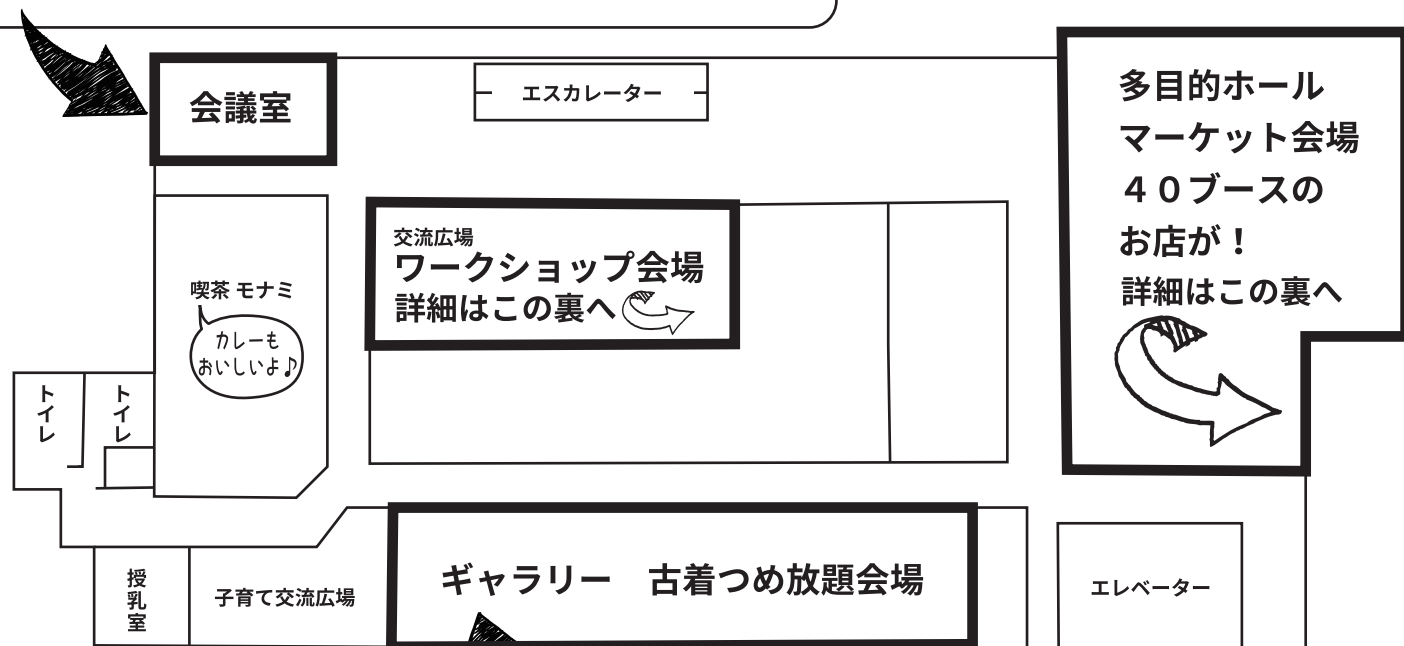 会議室
エスカレーター
多目的ホール
マーケット会場
４０ブースの
お店が！
詳細はこの裏へ
交流広場
ワークショップ会場
詳細はこの裏へ
喫茶 モナミ
カレーも
おいしいよ♪
トイレ
トイレ
ギャラリー　古着つめ放題会場
授乳室
子育て交流広場
エレベーター